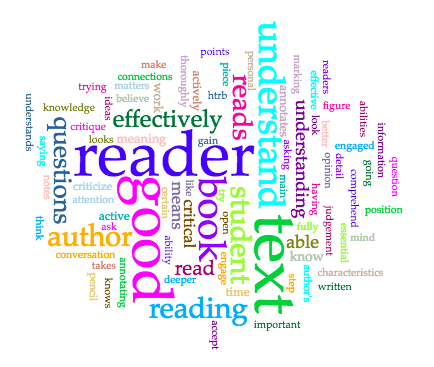 points
make
connections
matters
believe
trying
ideas
knowledge
critique
looks
meaning
effectively
work
thoroughly
actively
piece
htrb
gain
reads
personal
understand
annotates
marking
effective
readers
look
figure
better
opinion
detail
abilities
engaged
information
going
comprehend
question
position
understands
saying
notes
questions
reader
criticize
attention
good
certain
means
like
critical
book
try
open
student
main
asking
understanding
having
judgement
fully
essential
mind
think
author
active
ask
conversation
takes
pencil
knows
annotating
ability
deeper
read
engage
time
text
able
know
step
author's
characteristics
written
reading
accept
important